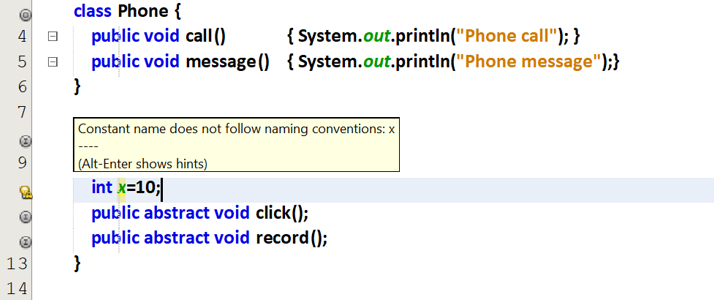 class Phone {
4 public void call() { System.out.println("Phone call"); }
5 public void message() { System.out.println("Phone message");}
6 }
7
Constant name does not follow naming conventions: x
----
9 (Alt-Enter shows hints)
int x=10;
public abstract void click();
public abstract void record();
13 }
14